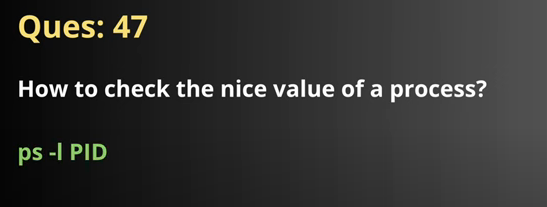 Ques: 47
How to check the nice value of a process?
ps -l PID